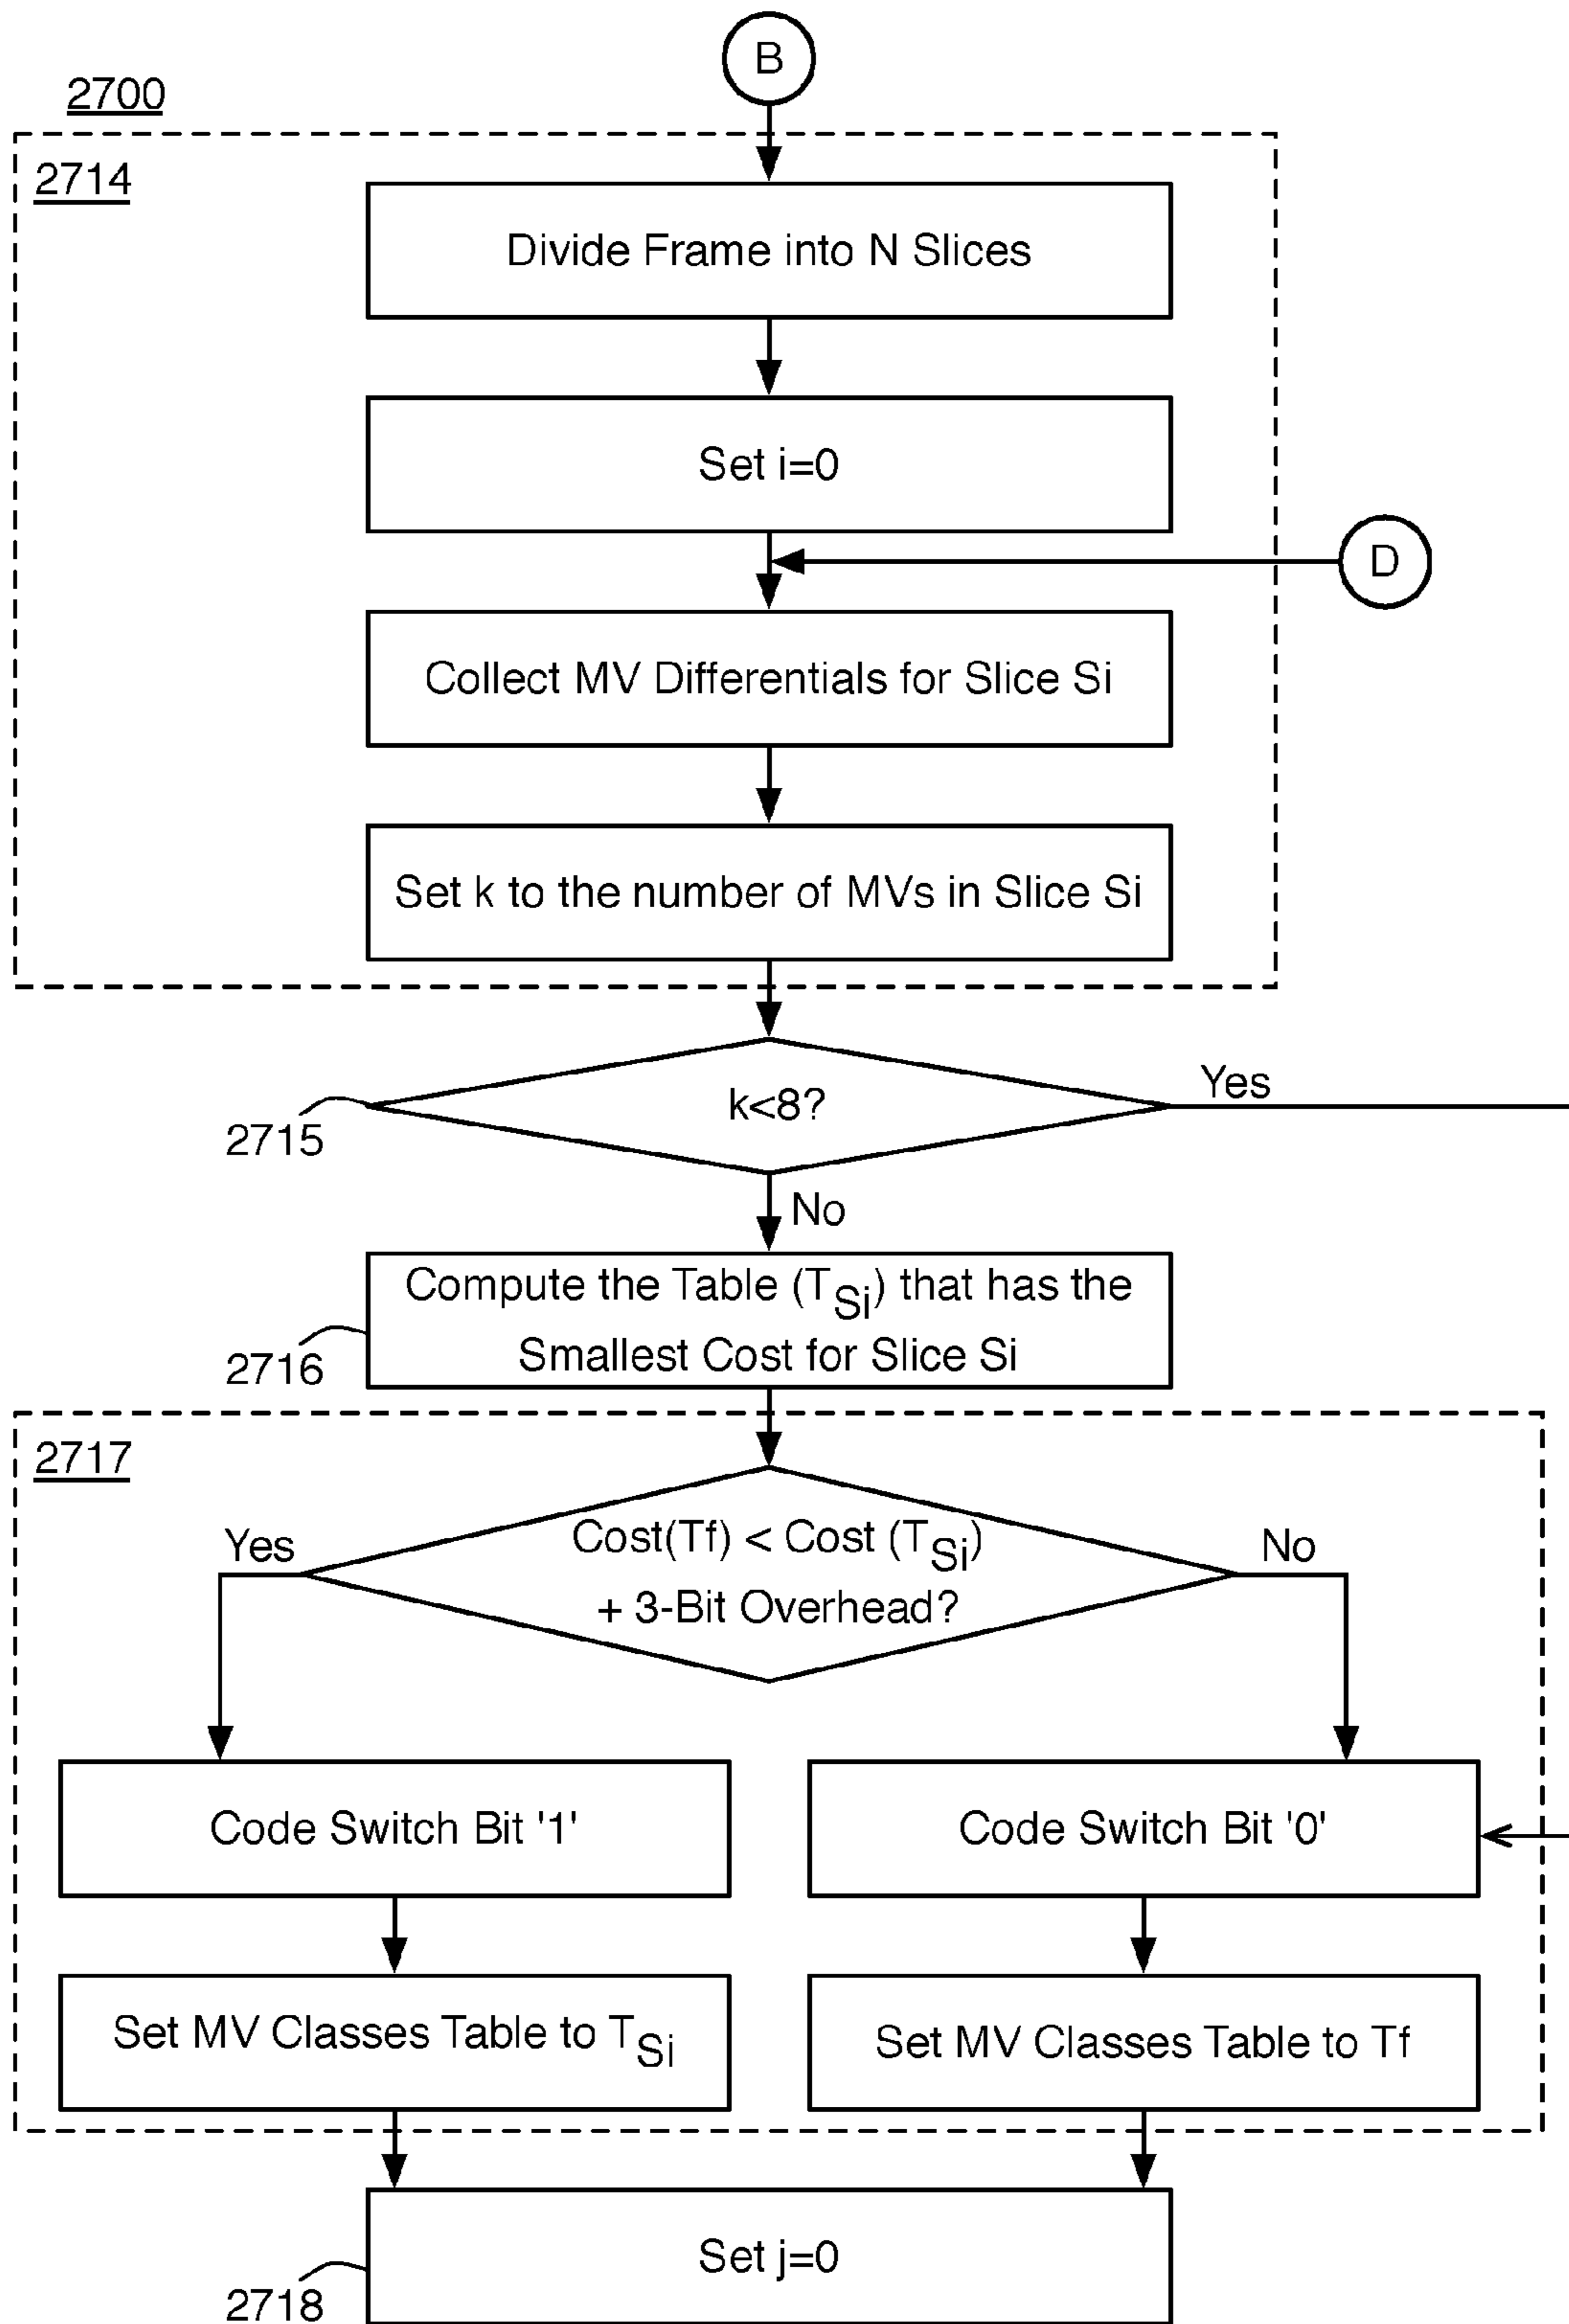 B
2700
2714
Divide Frame into N Slices
Set i=0
D
Collect MV Differentials for Slice Si
Set k to the number of MVs in Slice Si
k<8?
Yes
2715
No
Compute the Table (TSi) that has the
Smallest Cost for Slice Si
2716
2717
Cost(Tf) < Cost (TSi)
+ 3-Bit Overhead?
Yes
No
Code Switch Bit '1'
Code Switch Bit '0'
Set MV Classes Table to TSi
Set MV Classes Table to Tf
Set j=0
2718